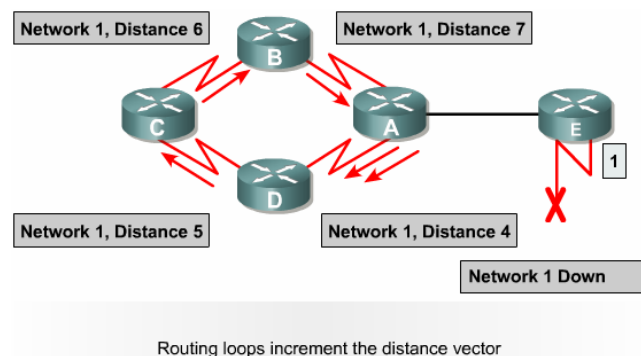 Network 1, Distance 6
Network 1, Distance 7
B
C
A
E
1
D
Network 1, Distance 5
Network 1, Distance 4
Network 1 Down
Routing loops increment the distance vector